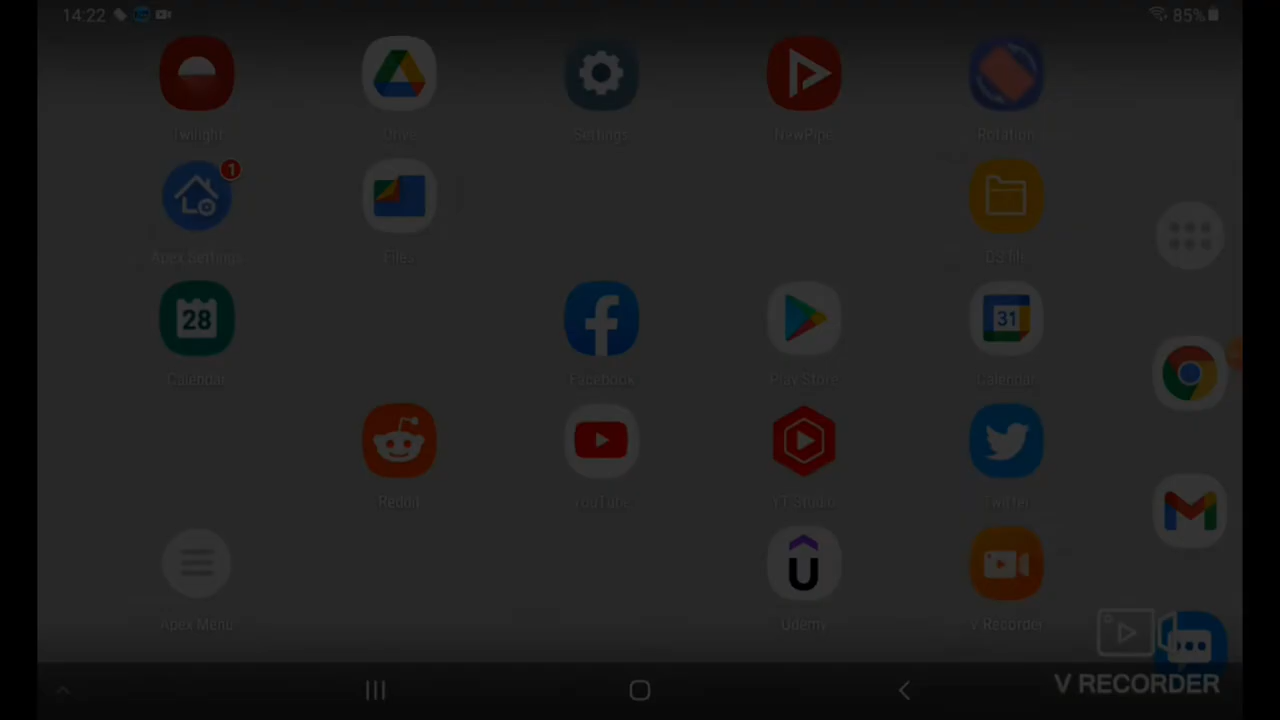 14:22
85%
Twilight
Drive
Settings
NewPipe
Rotation
1
Apex Settings
Files
DS file
28
31
Calendar
Facebook
Play Store
Calendar
Reddit
YouTube
YT Studio
Twitter
Apex Menu
Udemy
V Recorder
V RECORDER